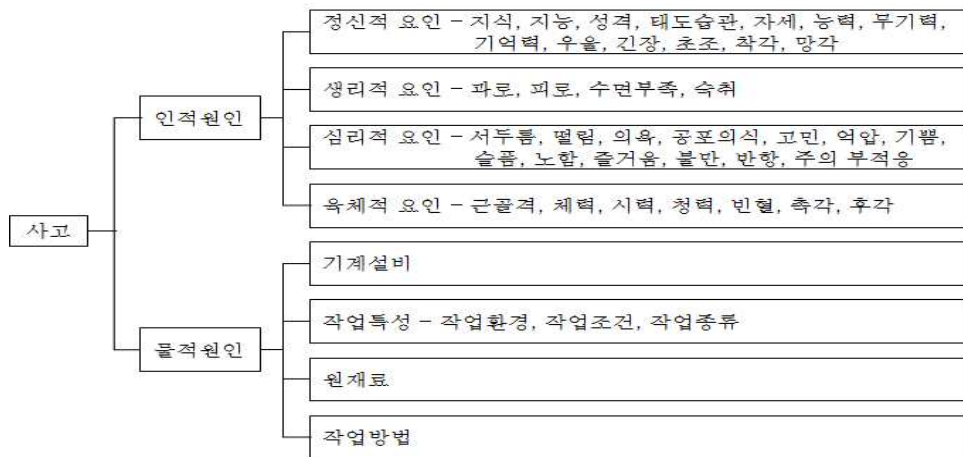 정신적 요인 – 지식, 지능, 성격, 태도습관, 자세, 능력, 무기력,
기억력, 우울, 긴장, 초조, 착각, 망각
생리적 요인 – 과로, 피로, 수면부족, 숙취
인적원인
심리적 요인 – 서두름, 떨림, 의욕, 공포의식, 고민, 억압, 기쁨,
슬픔, 노함, 즐거움, 불만, 반항, 주의 부적응
육체적 요인 – 근골격, 체력, 시력, 청력, 빈혈, 촉각, 후각
사고
기계설비
작업특성 – 작업환경, 작업조건, 작업종류
물적원인
원재료
작업방법